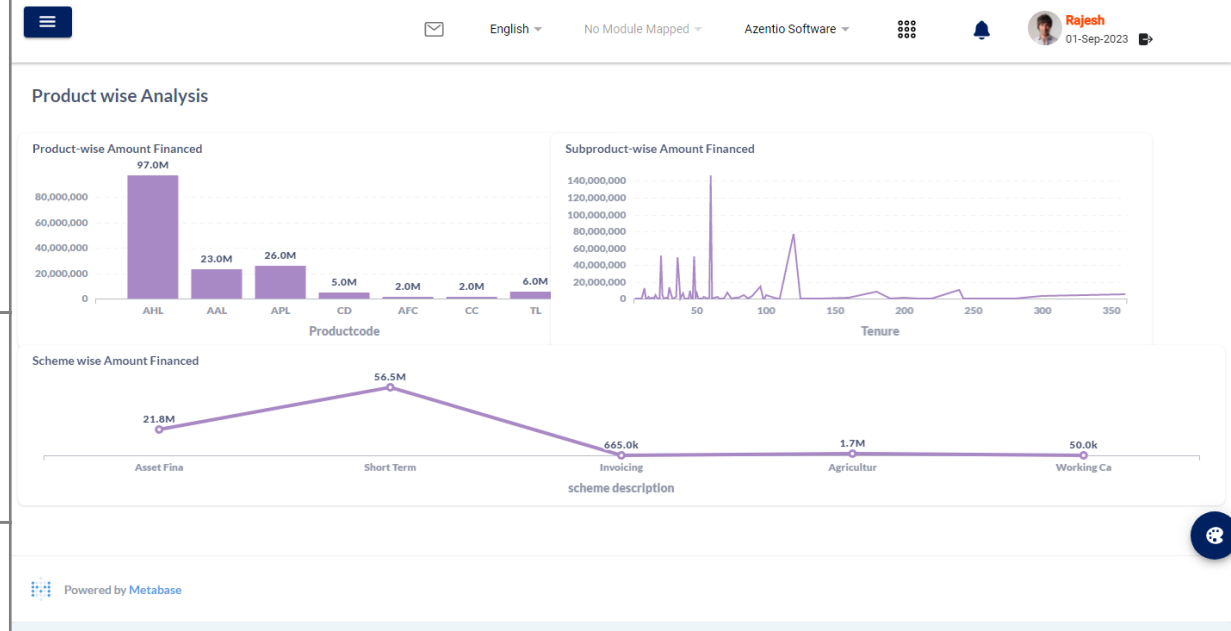 English
No Module Mapped
Azentio Software
Rajesh
01-Sep-2023
Product wise Analysis
Product-wise Amount Financed
97.0M
80,000,000
60,000,000
40,000,000
20,000,000
0
23.0M
26.0M
5.0M
2.0M
2.0M
6.0M
AHL AAL APL CD AFC CC TL
Productcode
Subproduct-wise Amount Financed
140,000,000
120,000,000
100,000,000
80,000,000
60,000,000
40,000,000
20,000,000
0
50 100 150 200 250 300 350
Tenure
Scheme wise Amount Financed
21.8M
56.5M
665.0k
1.7M
50.0k
Asset Fina Short Term Invoicing Agricultur Working Ca
scheme description
Powered by Metabase